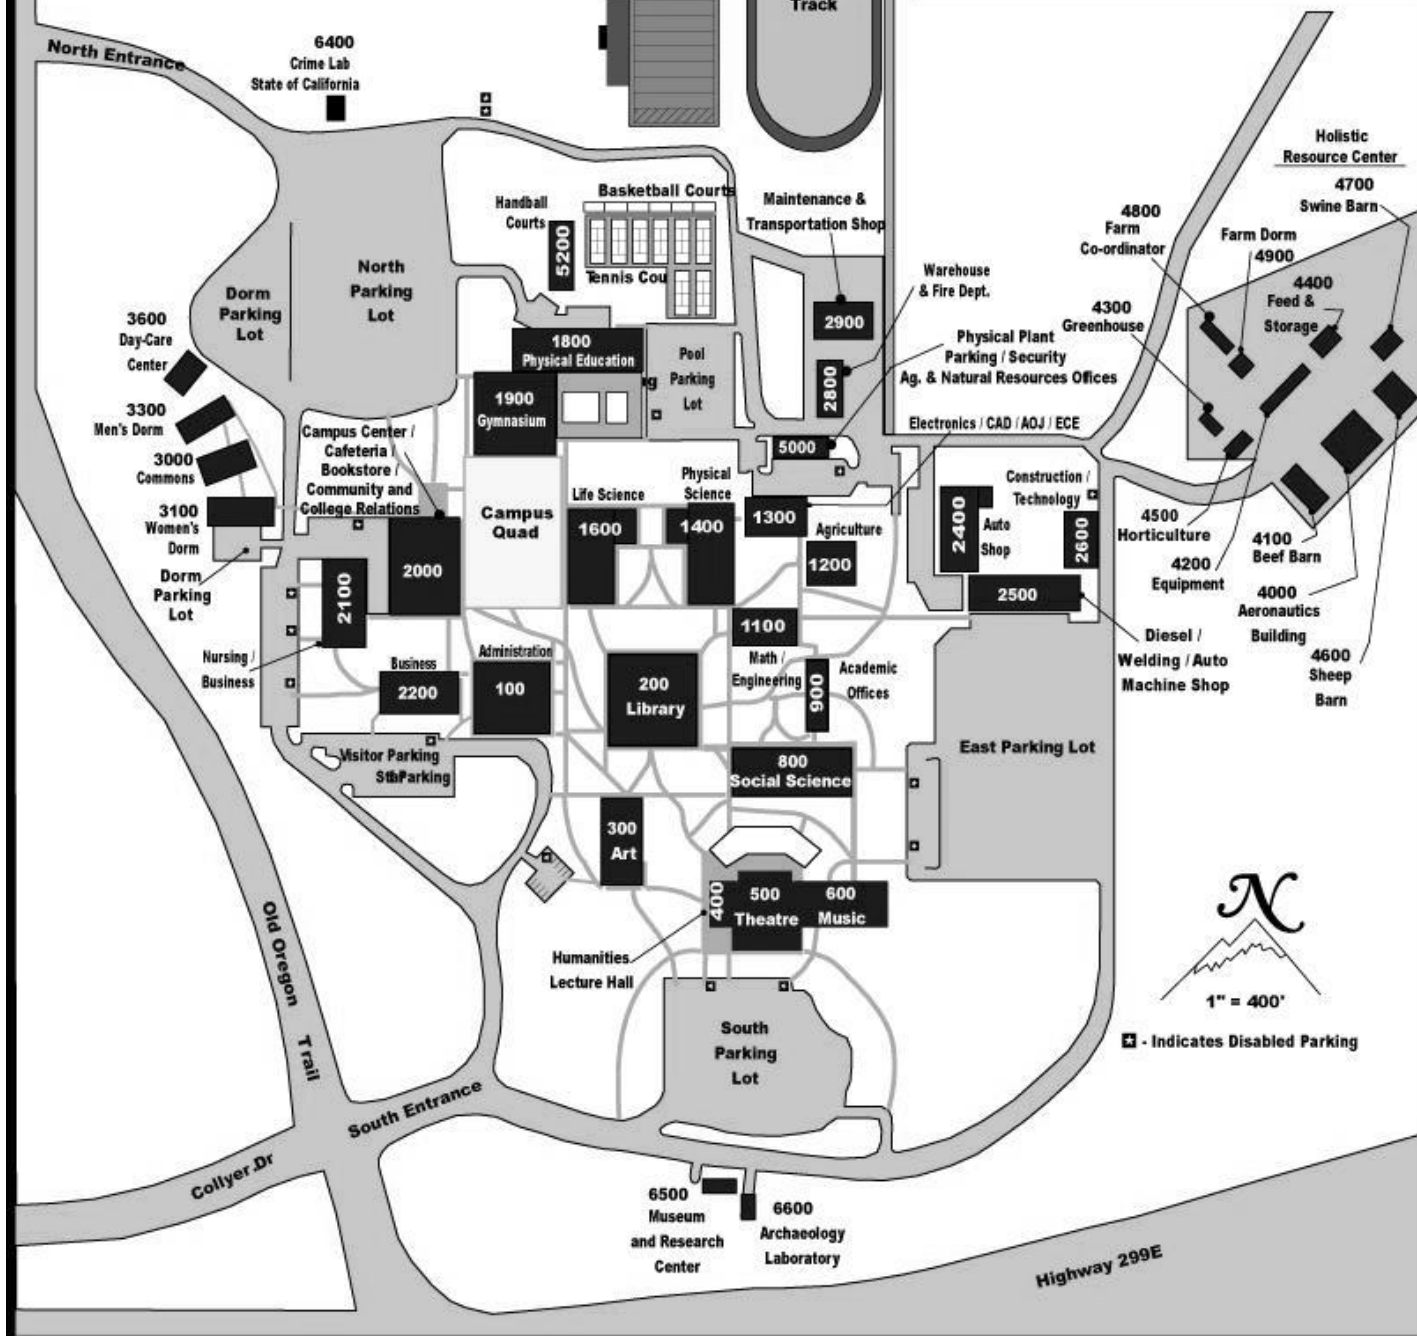 Track
North Entrance
6400
Crime Lab
State of California
Holistic
Resource Center
4700
Swine Barn
Handball
Courts
5200
Basketball Courts
Tennis Cou
Maintenance &
Transportation Shop
4800
Farm
Co-ordinator
Farm Dorm
4900
4400
Feed &
Storage
4300
Greenhouse
Warehouse
& Fire Dept.
North
Parking
Lot
Dorm
Parking
Lot
2900
2800
Physical Plant
Parking / Security
Ag. & Natural Resources Offices
3600
Day-Care
Center
1800
Physical Education
Pool
Parking
Lot
1900
Gymnasium
3300
Men's Dorm
Electronics / CAD / AOJ / ECE
5000
Campus Center /
Cafeteria /
Bookstore /
Community and
College Relations
3000
Commons
3100
Women's
Dorm
Dorm
Parking
Lot
Campus
Quad
Life Science
1600
Physical
Science
1400
1300
Agriculture
1200
2400
Auto
Shop
Construction /
Technology
2600
2500
4500
Horticulture
4200
Equipment
4100
Beef Barn
4000
Aeronautics
Building
4600
Sheep
Barn
Diesel /
Welding / Auto
Machine Shop
2000
2100
Nursing /
Business
Business
2200
Administration
100
200
Library
1100
Math /
Engineering
900
Academic
Offices
Visitor Parking
Parking
800
Social Science
East Parking Lot
300
Art
400
500
Theatre
600
Music
Humanities
Lecture Hall
Old Oregon
Trail
N
1" = 400'
- Indicates Disabled Parking
South
Parking
Lot
South Entrance
Collyer Dr
6500
Museum
and Research
Center
6600
Archaeology
Laboratory
Highway 299E